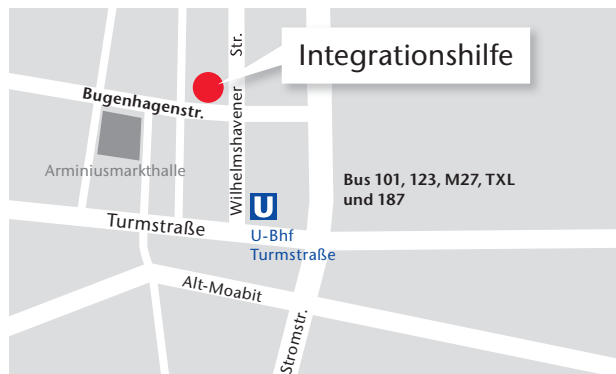 Integrationshilfe
Wilhelmshavener Str.
Bugenhagenstr.
Arminiusmarkthalle
Bus 101, 123, M27, TXL
und 187
U
U-Bhf
Turmstraße
Turmstraße
Alt-Moabit
Stromstr.